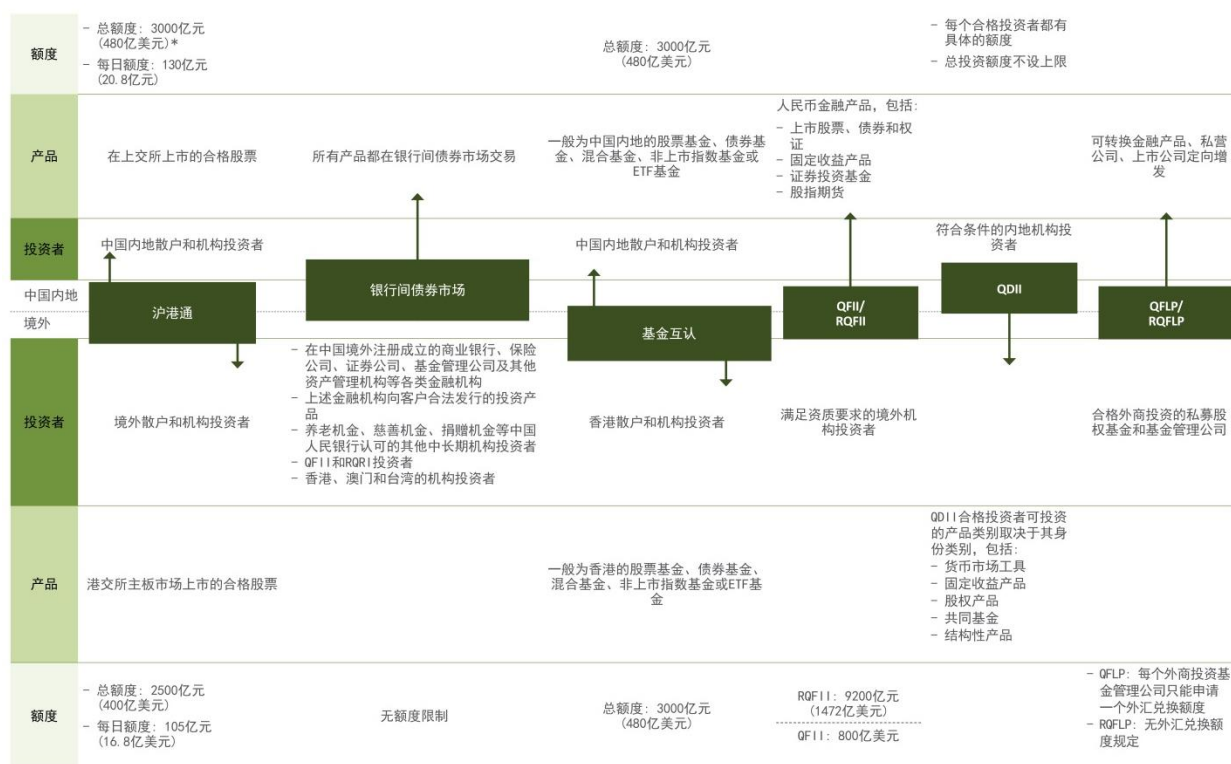 额度
– 总额度: 3000亿元
(480亿美元)*
– 每日额度: 130亿元
(20.8亿元)
总额度: 3000亿元
(480亿美元)
– 每个合格投资者都有
具体的额度
– 总投资额度不设上限
产品
在上交所上市的合格股票
所有产品都在银行间债券市场交易
一般为中国内地的股票基金、债券基
金、混合基金、非上市指数基金或
ETF基金
人民币金融产品, 包括:
– 上市股票、债券和权
证
– 固定收益产品
– 证券投资基金
– 股指期货
可转换金融产品、私营
公司、上市公司定向增
发
投资者
中国内地散户和机构投资者
中国内地散户和机构投资者
符合条件的内地机构投
资者
中国内地
境外
沪港通
银行间债券市场
基金互认
QFII/
RQFII
QDII
QFLP/
RQFLP
投资者
境外散户和机构投资者
– 在中国境外注册成立的商业银行、保险
公司、证券公司、基金管理公司及其他
资产管理机构等各类金融机构
– 上述金融机构向客户合法发行的投资产
品
– 养老机金、慈善机金、捐赠机金等中国
人民银行认可的其他中长期机构投资者
– QFII和RQRI投资者
– 香港、澳门和台湾的机构投资者
香港散户和机构投资者
满足资质要求的境外机
构投资者
合格外商投资的私募股
权基金和基金管理公司
产品
港交所主板市场上市的合格股票
一般为香港的股票基金、债券基金、
混合基金、非上市指数基金或ETF基
金
QDII合格投资者可投资
的产品类别取决于其身
份类别, 包括:
– 货币市场工具
– 固定收益产品
– 股权产品
– 共同基金
– 结构性产品
额度
– 总额度: 2500亿元
(400亿美元)
– 每日额度: 105亿元
(16.8亿美元)
无额度限制
总额度: 3000亿元
(480亿美元)
RQFII: 9200亿元
(1472亿美元)
QFII: 800亿美元
– QFLP: 每个外商投资基
金管理公司只能申请
一个外汇兑换额度
– RQFLP: 无外汇兑换额
度规定